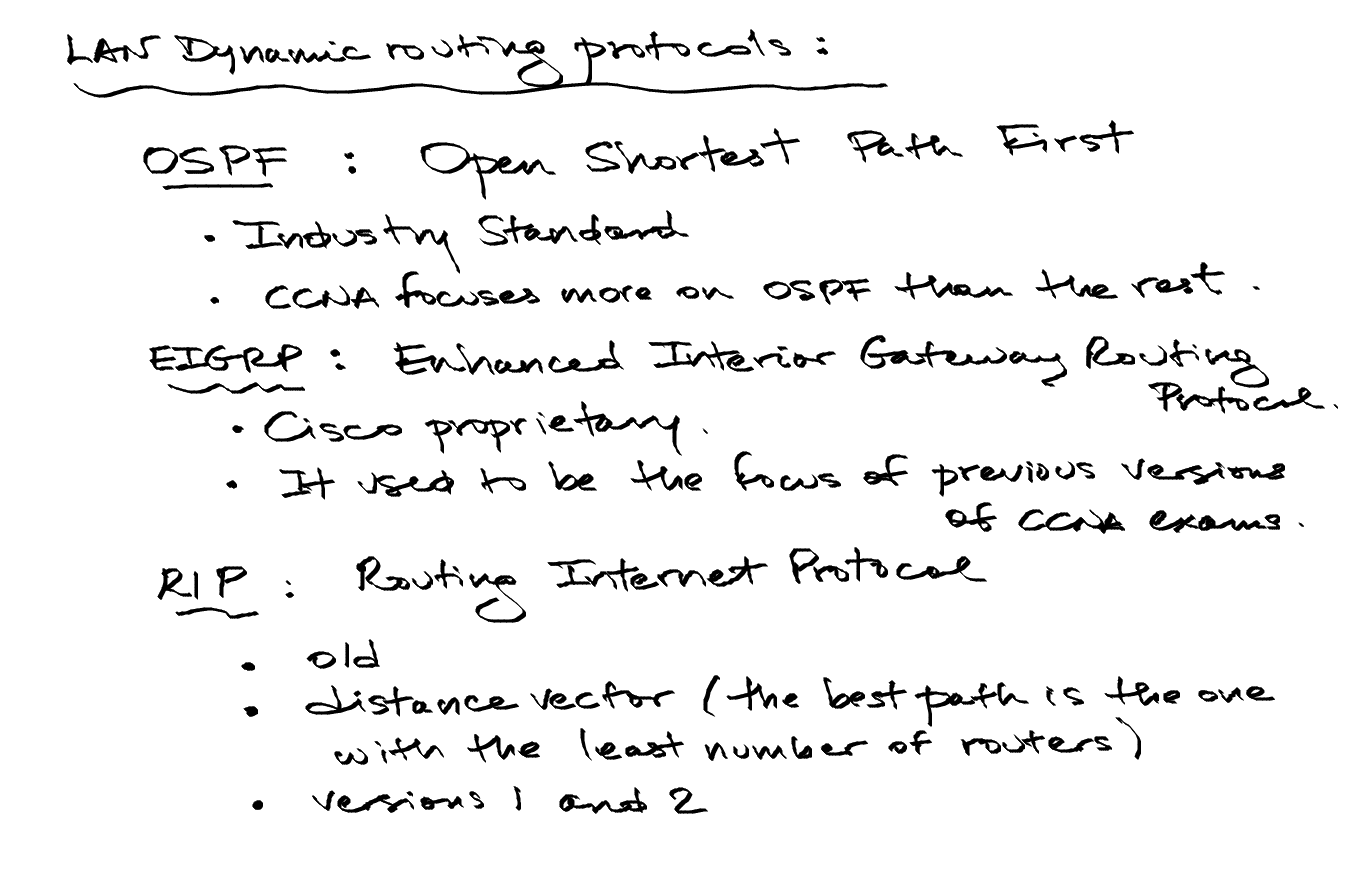 LAN Dynamic routing protocols :
OSPF : Open Shortest Path First
• Industry Standard
• CCNA focuses more on OSPF than the rest .
EIGRP : Enhanced Interior Gateway Routing
Protocol.
• Cisco proprietary.
• It used to be the focus of previous versions
of CCNA exams.
RIP : Routing Internet Protocol
• old
• distance vector (the best path is the one
with the least number of routers)
• versions 1 and 2